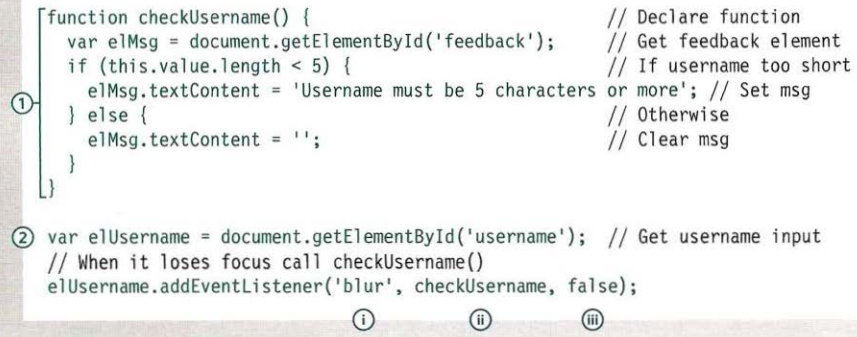 function checkUsername() { // Declare function
var elMsg = document.getElementById('feedback'); // Get feedback element
if (this.value.length < 5) { // If username too short
① elMsg.textContent = 'Username must be 5 characters or more'; // Set msg
} else { // Otherwise
elMsg.textContent = ''; // Clear msg
}
}
② var elUsername = document.getElementById('username'); // Get username input
// When it loses focus call checkUsername()
elUsername.addEventListener('blur', checkUsername, false);
ⓘ ⓘⓘ ⓘⓘⓘ